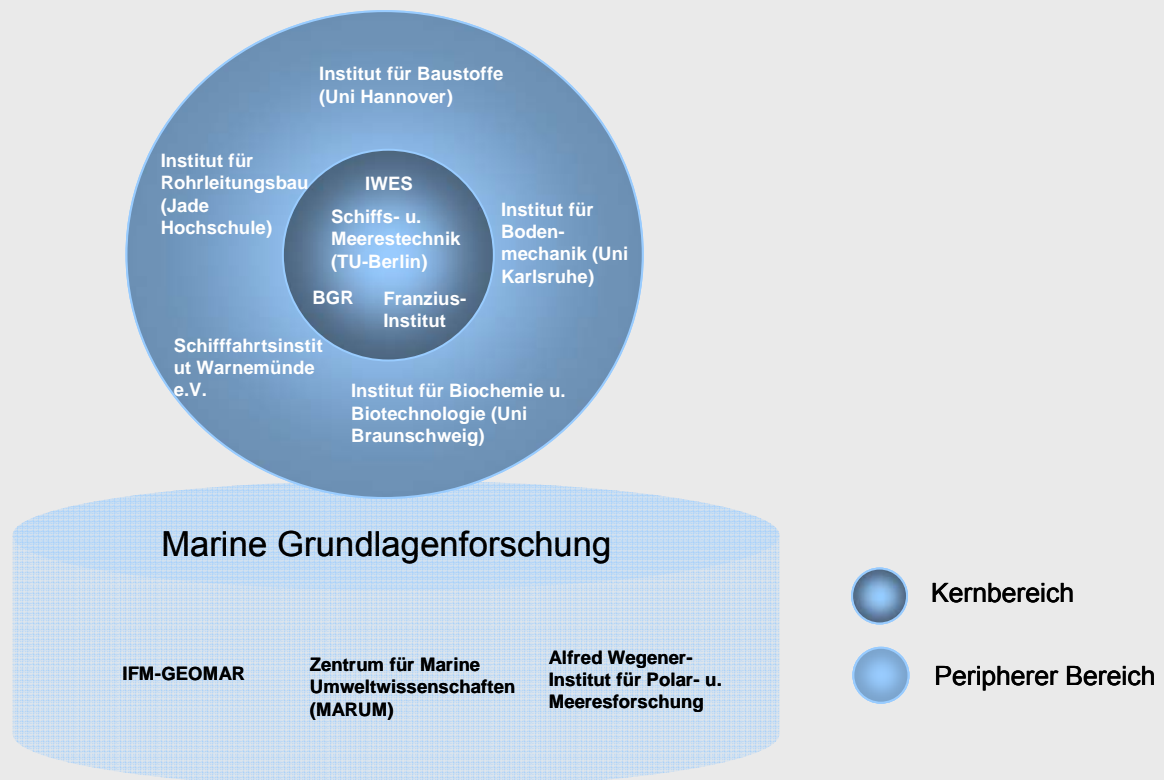 Institut für Baustoffe
(Uni Hannover)
Institut für
Rohrleitungsbau
(Jade
Hochschule)
IWES
Schiffs- u.
Meerestechnik
(TU-Berlin)
BGR
Franzius-
Institut
Institut für
Boden-
mechanik (Uni
Karlsruhe)
Schifffahrtsinstit
ut Warnemünde
e.V.
Institut für Biochemie u.
Biotechnologie (Uni
Braunschweig)
Marine Grundlagenforschung
IFM-GEOMAR
Zentrum für Marine
Umweltwissenschaften
(MARUM)
Alfred Wegener-
Institut für Polar- u.
Meeresforschung
Kernbereich
Peripherer Bereich